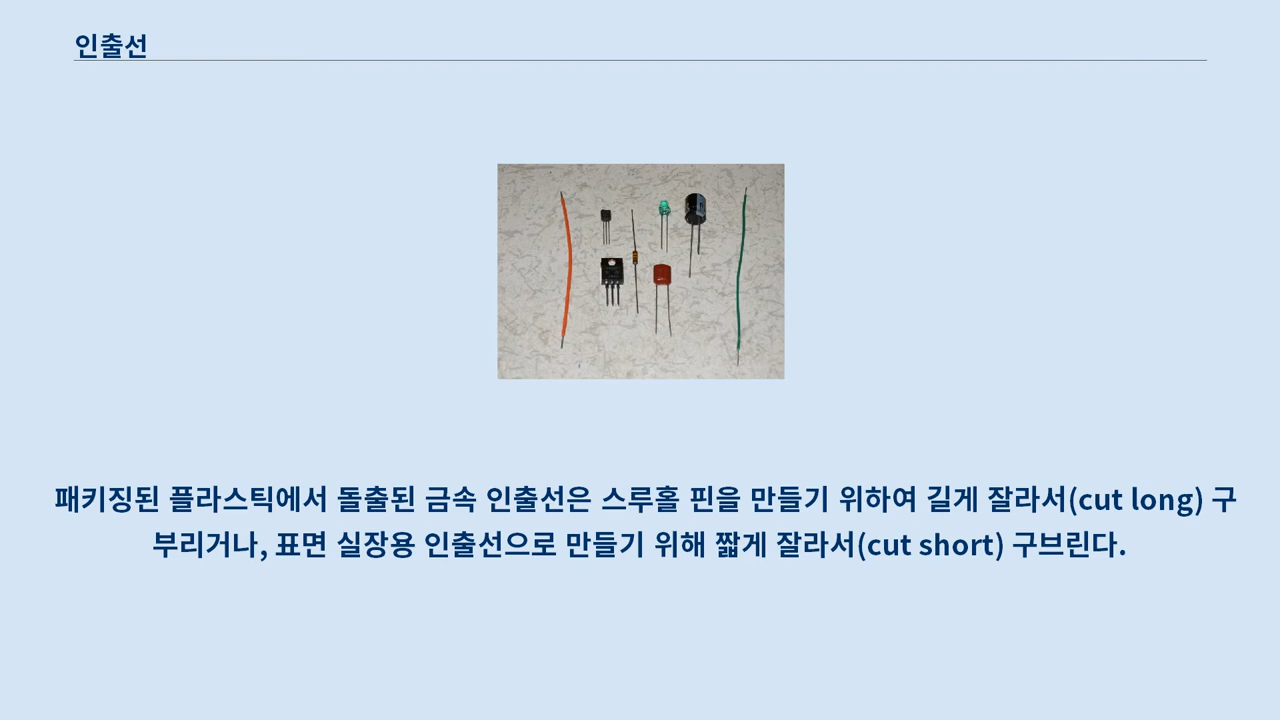 인출선
패키징된 플라스틱에서 돌출된 금속 인출선은 스루홀 핀을 만들기 위하여 길게 잘라서(cut long) 구
부리거나, 표면 실장용 인출선으로 만들기 위해 짧게 잘라서(cut short) 구브린다.